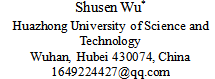 Shusen Wu*
Huazhong University of Science and
Technology
Wuhan, Hubei 430074, China
1649224427@qq.com